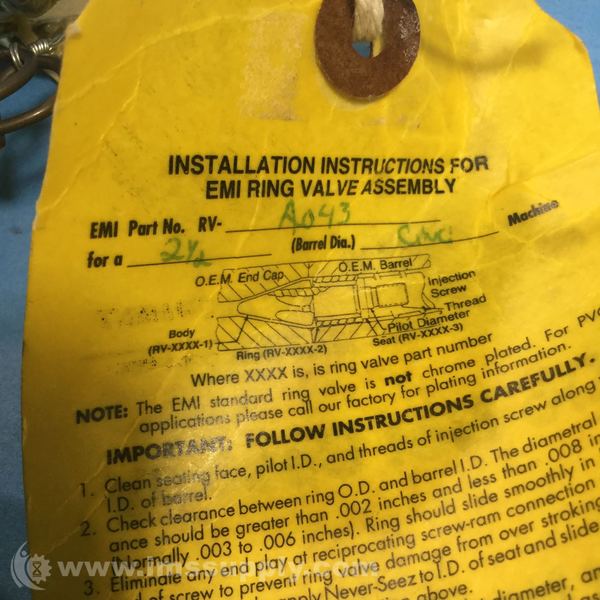 INSTALLATION INSTRUCTIONS FOR
EMI RING VALVE ASSEMBLY
EMI Part No. RV- A043
for a 2½ (Barrel Dia.) Machine
O.E.M. End Cap
O.E.M. Barrel
Injection
Screw
Thread
Pilot Diameter
Body
(RV-XXXX-1)
Ring (RV-XXXX-2)
Seat (RV-XXXX-3)
Where XXXX is, is ring valve part number
NOTE: The EMI standard ring valve is not chrome plated. For PVC
applications please call our factory for plating information.
IMPORTANT: FOLLOW INSTRUCTIONS CAREFULLY.
1. Clean seating face, pilot I.D., and threads of injection screw along
I.D. of barrel.
2. Check clearance between ring O.D. and barrel I.D. The diametral
ance should be greater than .002 inches and less than .008 in
(normally .003 to .006 inches). Ring should slide smoothly in
3. Eliminate any end play at reciprocating screw-ram connection
of screw to prevent ring valve damage from over stroking
apply Never-Seez to I.D. of seat and slide
diameter, an
www.imssupply.com